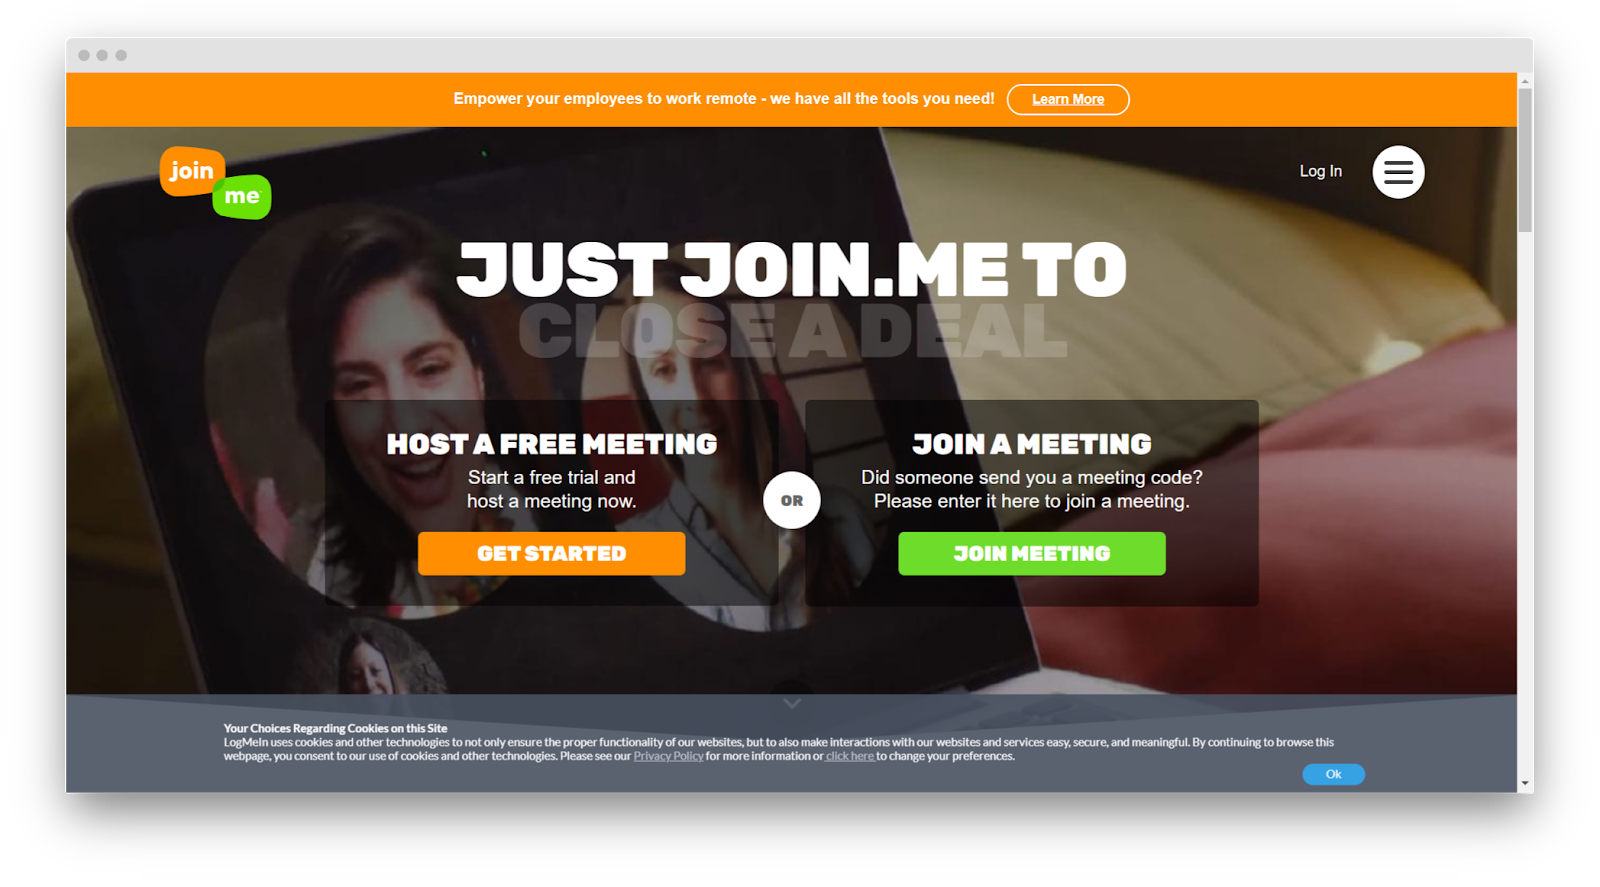 Empower your employees to work remote - we have all the tools you need! Learn More
join
me
Log In
JUST JOIN.ME TO
CLOSE A DEAL
HOST A FREE MEETING
Start a free trial and
host a meeting now.
GET STARTED
OR
JOIN A MEETING
Did someone send you a meeting code?
Please enter it here to join a meeting.
JOIN MEETING
Your Choices Regarding Cookies on this Site
LogMeIn uses cookies and other technologies to not only ensure the proper functionality of our websites, but to also make interactions with our websites and services easy, secure, and meaningful. By continuing to browse this
webpage, you consent to our use of cookies and other technologies. Please see our Privacy Policy for more information or click here to change your preferences.
Ok